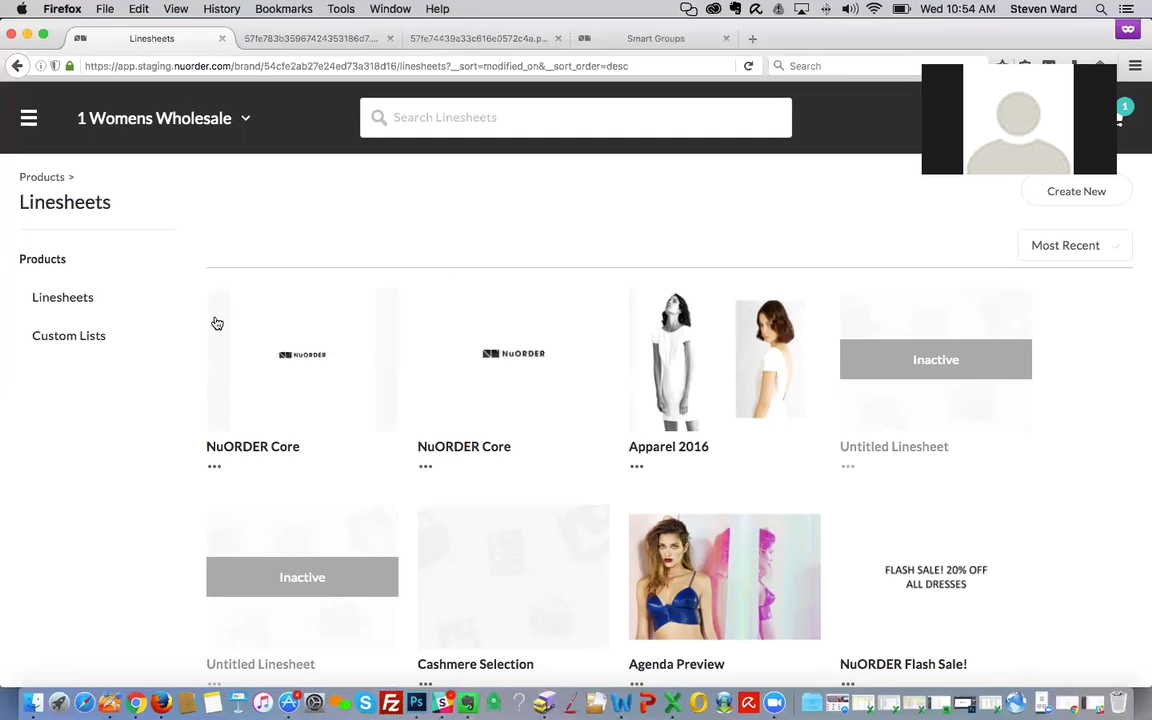 Firefox File Edit View History Bookmarks Tools Window Help Wed 10:54 AM Steven Ward
Linesheets 57fe783b35967424353186d7.... 57fe74439a33c616e0572c4a.p... Smart Groups
https://app.staging.nuorder.com/brand/54cfe2ab27e24ed73a318d16/linesheets?__sort=modified_on&__sort_order=desc Search
1 Womens Wholesale Search Linesheets 1
Products >
Linesheets Create New
Most Recent
Products
Linesheets
Custom Lists
NUORDER NUORDER Inactive
NuORDER Core NuORDER Core Apparel 2016 Untitled Linesheet
Inactive FLASH SALE! 20% OFF
ALL DRESSES
Untitled Linesheet Cashmere Selection Agenda Preview NuORDER Flash Sale!